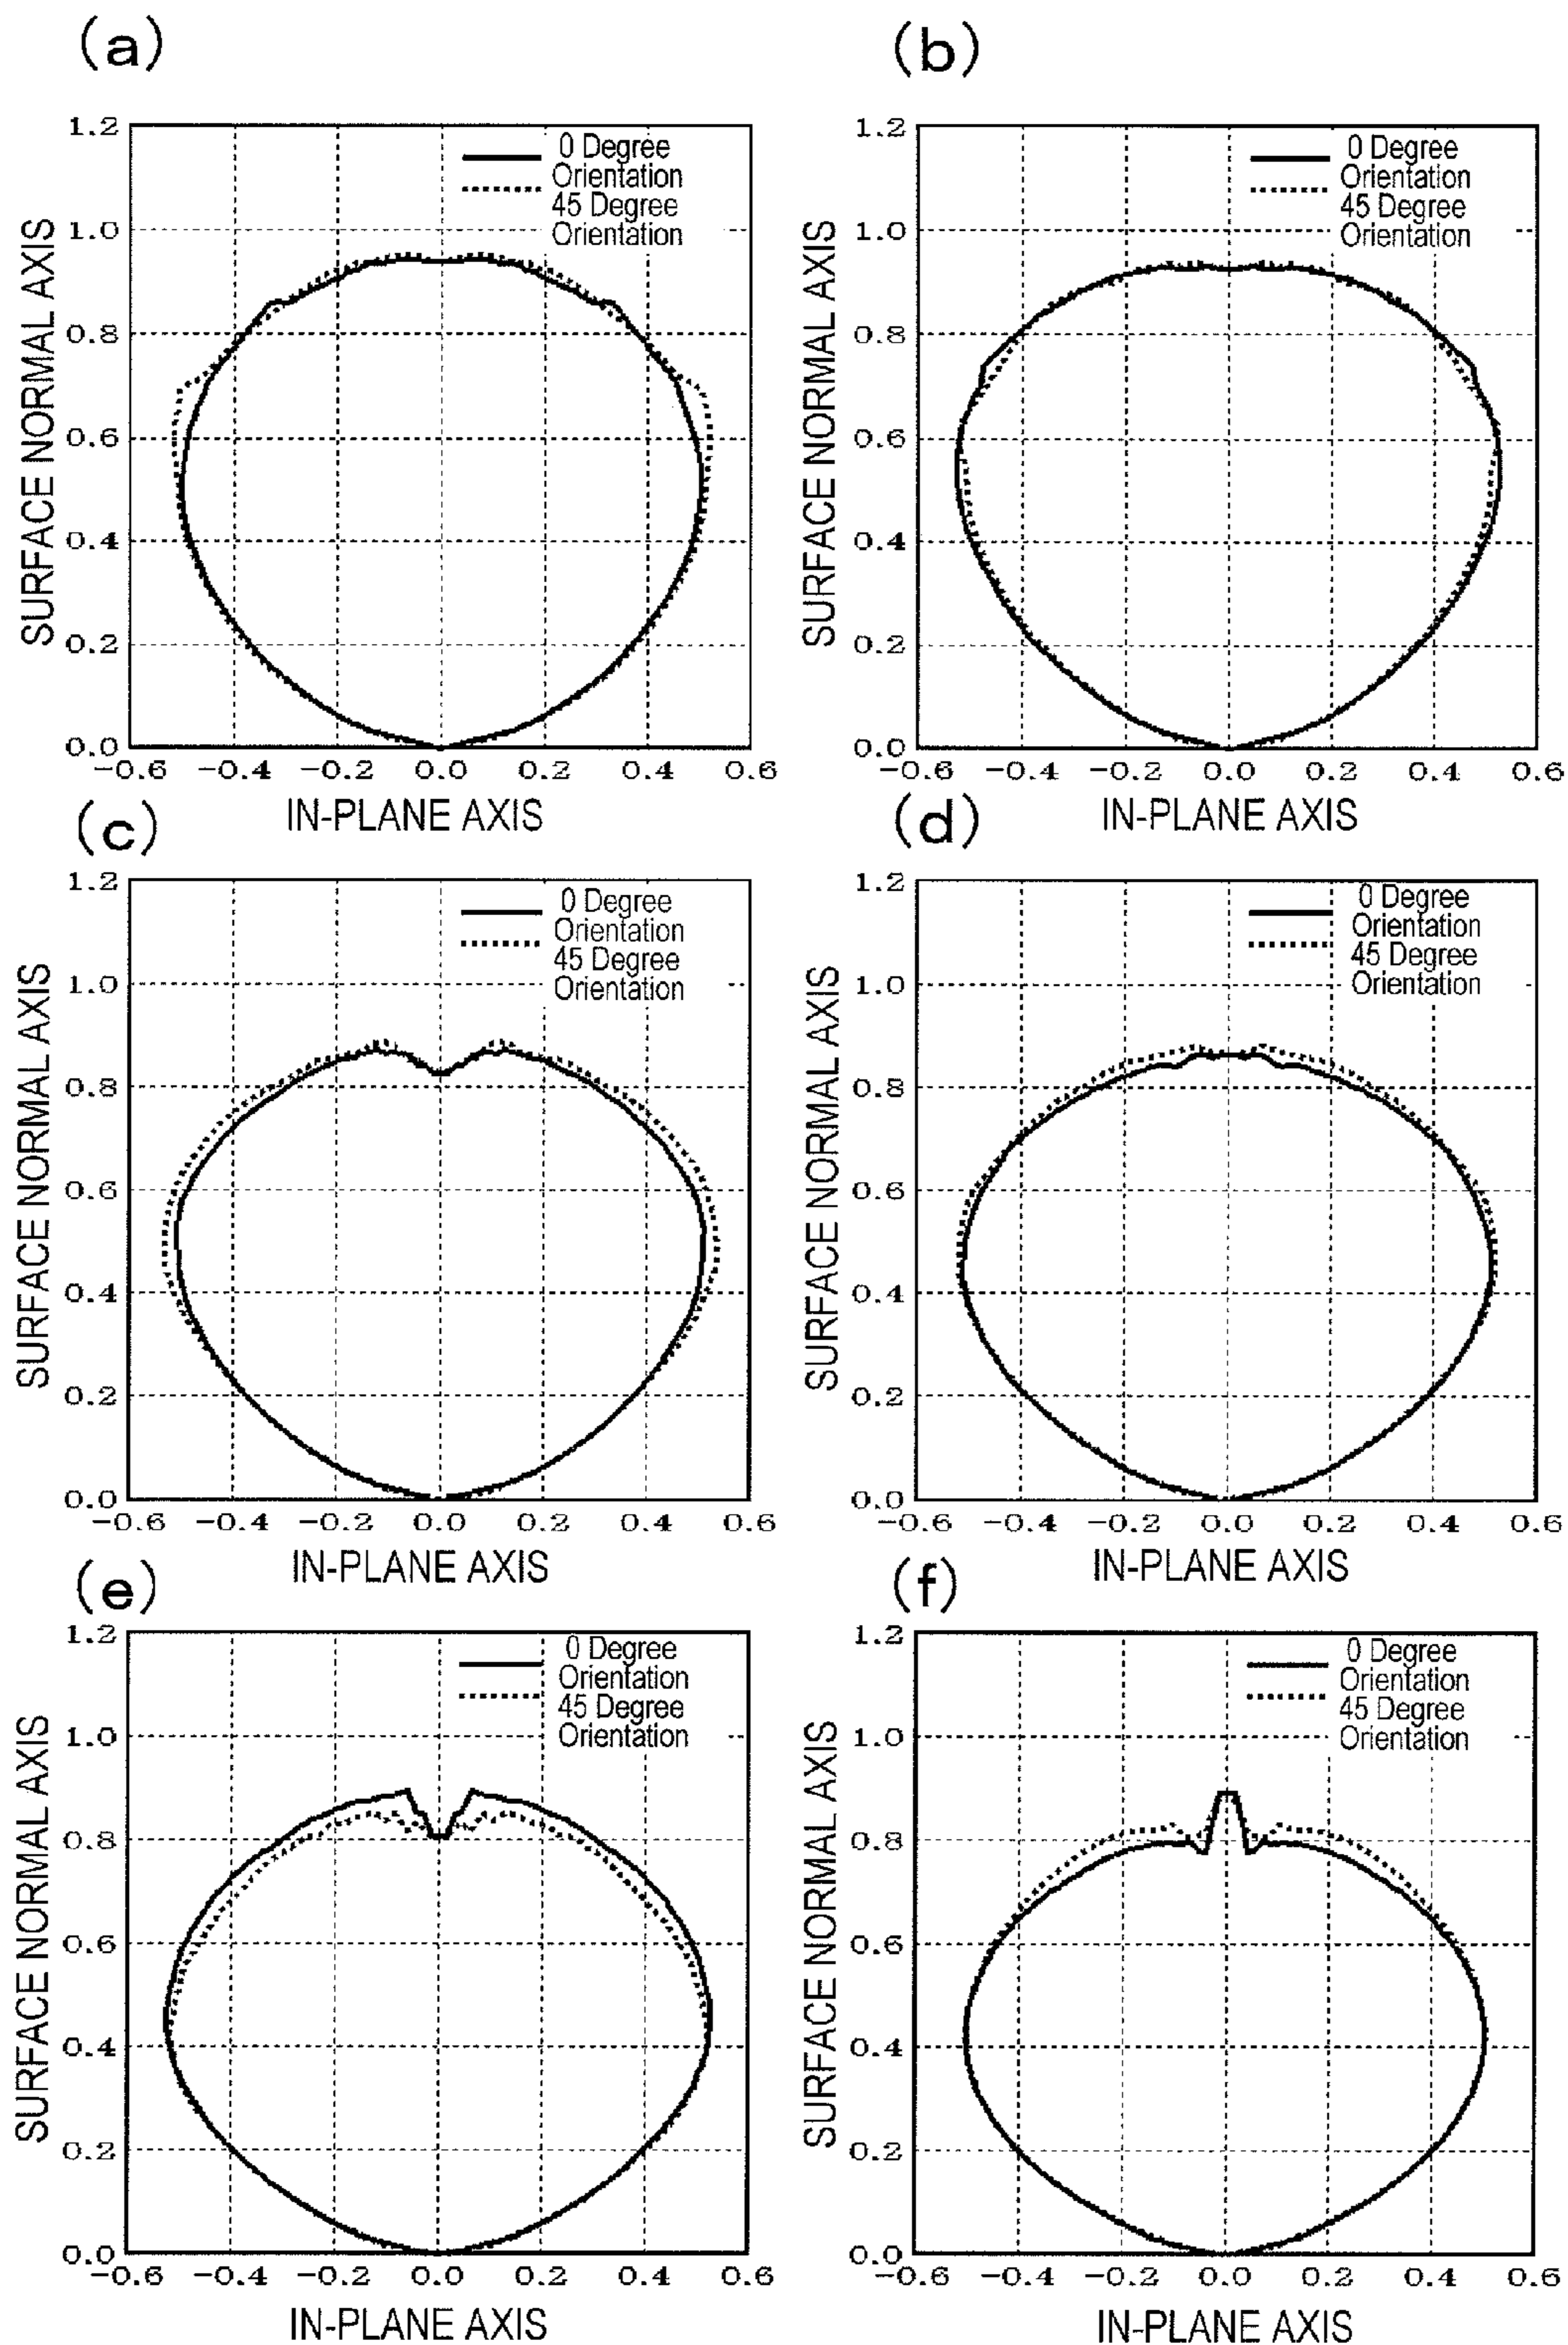 (a)
1.2
1.0
0.8
0.6
0.4
0.2
0.0
−0.6 −0.4 −0.2 0.0 0.2 0.4 0.6
SURFACE NORMAL AXIS
IN-PLANE AXIS
0 Degree
Orientation
45 Degree
Orientation
(b)
1.2
1.0
0.8
0.6
0.4
0.2
0.0
−0.6 −0.4 −0.2 0.0 0.2 0.4 0.6
SURFACE NORMAL AXIS
IN-PLANE AXIS
0 Degree
Orientation
45 Degree
Orientation
(c)
1.2
1.0
0.8
0.6
0.4
0.2
0.0
−0.6 −0.4 −0.2 0.0 0.2 0.4 0.6
SURFACE NORMAL AXIS
IN-PLANE AXIS
0 Degree
Orientation
45 Degree
Orientation
(d)
1.2
1.0
0.8
0.6
0.4
0.2
0.0
−0.6 −0.4 −0.2 0.0 0.2 0.4 0.6
SURFACE NORMAL AXIS
IN-PLANE AXIS
0 Degree
Orientation
45 Degree
Orientation
(e)
1.2
1.0
0.8
0.6
0.4
0.2
0.0
−0.6 −0.4 −0.2 0.0 0.2 0.4 0.6
SURFACE NORMAL AXIS
IN-PLANE AXIS
0 Degree
Orientation
45 Degree
Orientation
(f)
1.2
1.0
0.8
0.6
0.4
0.2
0.0
−0.6 −0.4 −0.2 0.0 0.2 0.4 0.6
SURFACE NORMAL AXIS
IN-PLANE AXIS
0 Degree
Orientation
45 Degree
Orientation